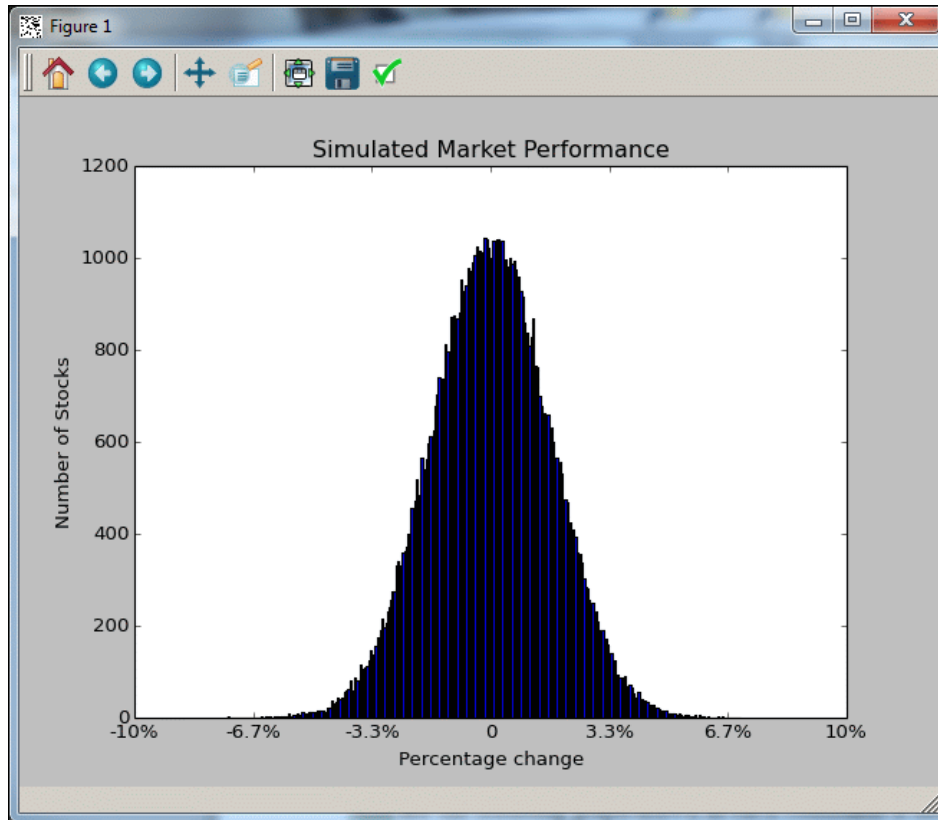 Figure 1
Simulated Market Performance
1200
1000
800
600
400
200
0
Number of Stocks
-10% -6.7% -3.3% 0 3.3% 6.7% 10%
Percentage change